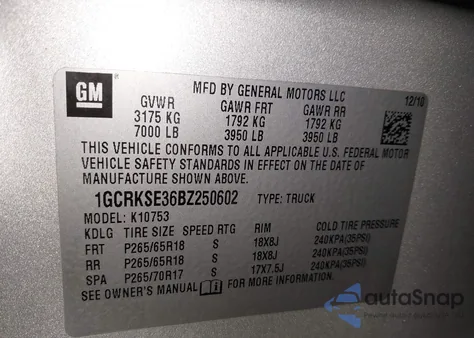 GM
MFD BY GENERAL MOTORS LLC
12/10
GVWR GAWR FRT GAWR RR
3175 KG 1792 KG 1792 KG
7000 LB 3950 LB 3950 LB
THIS VEHICLE CONFORMS TO ALL APPLICABLE U.S. FEDERAL MOTOR
VEHICLE SAFETY STANDARDS IN EFFECT ON THE DATE OF
MANUFACTURE SHOWN ABOVE.
1GCRKSE36BZ250602 TYPE: TRUCK
MODEL: K10753
KDLG TIRE SIZE SPEED RTG RIM COLD TIRE PRESSURE
FRT P265/65R18 S 18X8J 240KPA(35PSI)
RR P265/65R18 S 18X8J 240KPA(35PSI)
SPA P265/70R17 S 17X7.5J 240KPA(35PSI)
SEE OWNER'S MANUAL FOR MORE INFORMATION.
autaSnap